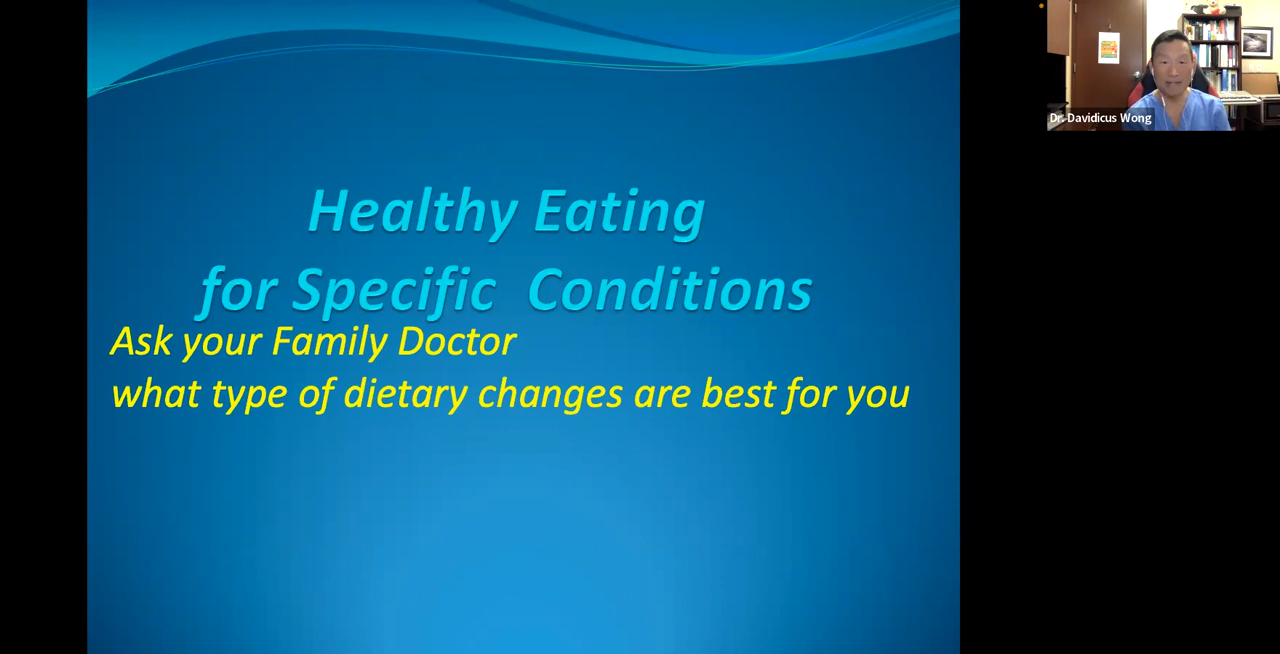 Healthy Eating
for Specific  Conditions
Ask your Family Doctor
what type of dietary changes are best for you
Dr. Davidicus Wong